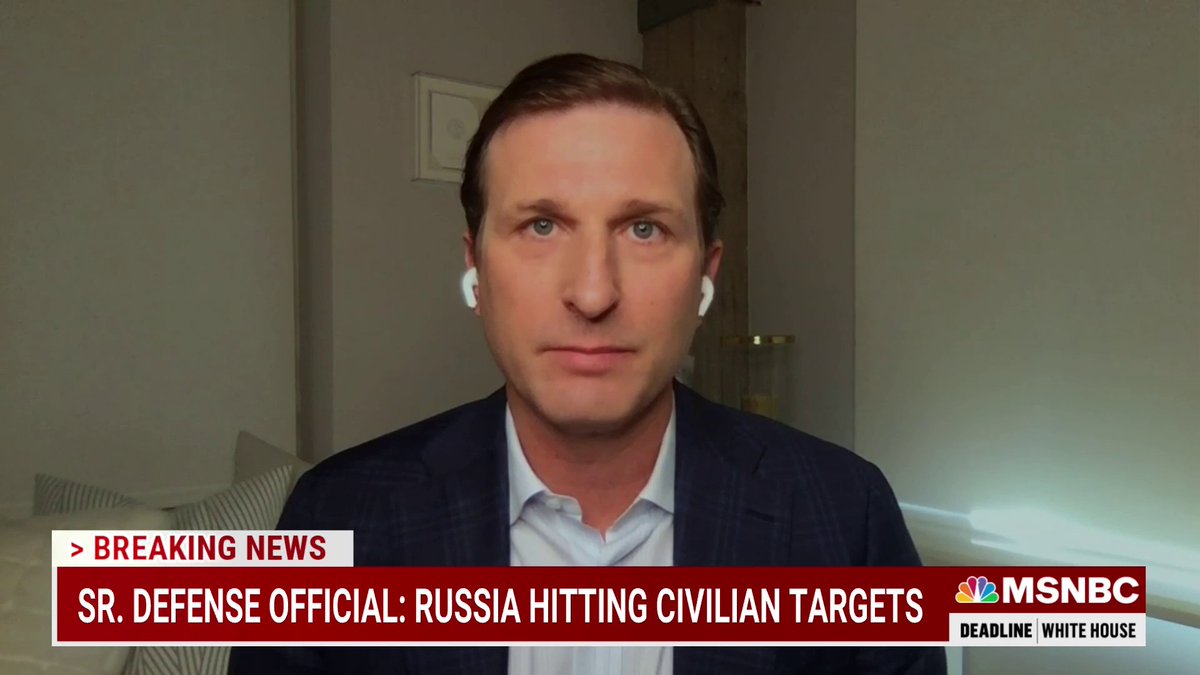 > BREAKING NEWS
SR. DEFENSE OFFICIAL: RUSSIA HITTING CIVILIAN TARGETS
MSNBC
DEADLINE WHITE HOUSE